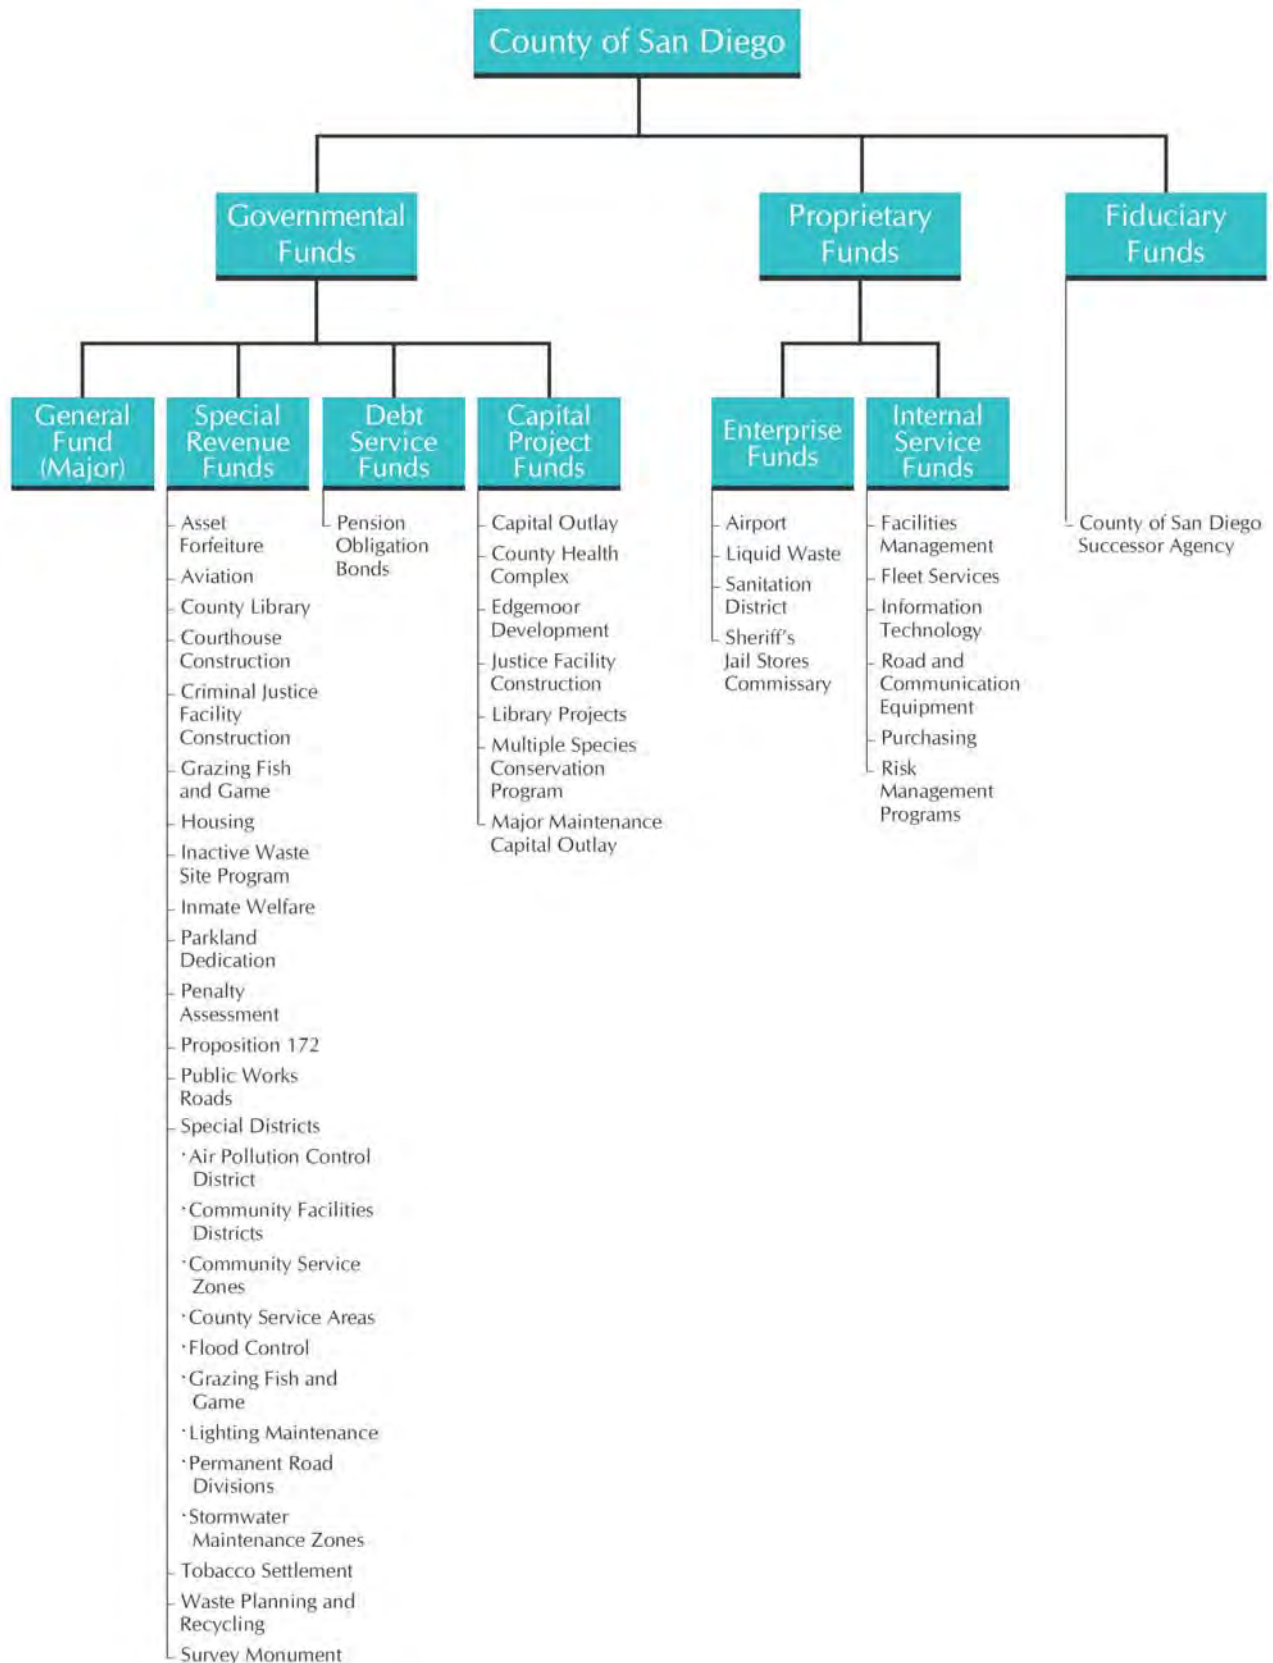 County of San Diego
Governmental
Funds
Proprietary
Funds
Fiduciary
Funds
General
Fund
(Major)
Special
Revenue
Funds
Debt
Service
Funds
Capital
Project
Funds
Enterprise
Funds
Internal
Service
Funds
Asset
Forfeiture
Aviation
County Library
Courthouse
Construction
Criminal Justice
Facility
Construction
Grazing Fish
and Game
Housing
Inactive Waste
Site Program
Inmate Welfare
Parkland
Dedication
Penalty
Assessment
Proposition 172
Public Works
Roads
Special Districts
·Air Pollution Control
District
·Community Facilities
Districts
·Community Service
Zones
·County Service Areas
·Flood Control
·Grazing Fish and
Game
·Lighting Maintenance
·Permanent Road
Divisions
·Stormwater
Maintenance Zones
Tobacco Settlement
Waste Planning and
Recycling
Survey Monument
Pension
Obligation
Bonds
Capital Outlay
County Health
Complex
Edgemoor
Development
Justice Facility
Construction
Library Projects
Multiple Species
Conservation
Program
Major Maintenance
Capital Outlay
Airport
Liquid Waste
Sanitation
District
Sheriff's
Jail Stores
Commissary
Facilities
Management
Fleet Services
Information
Technology
Road and
Communication
Equipment
Purchasing
Risk
Management
Programs
County of San Diego
Successor Agency